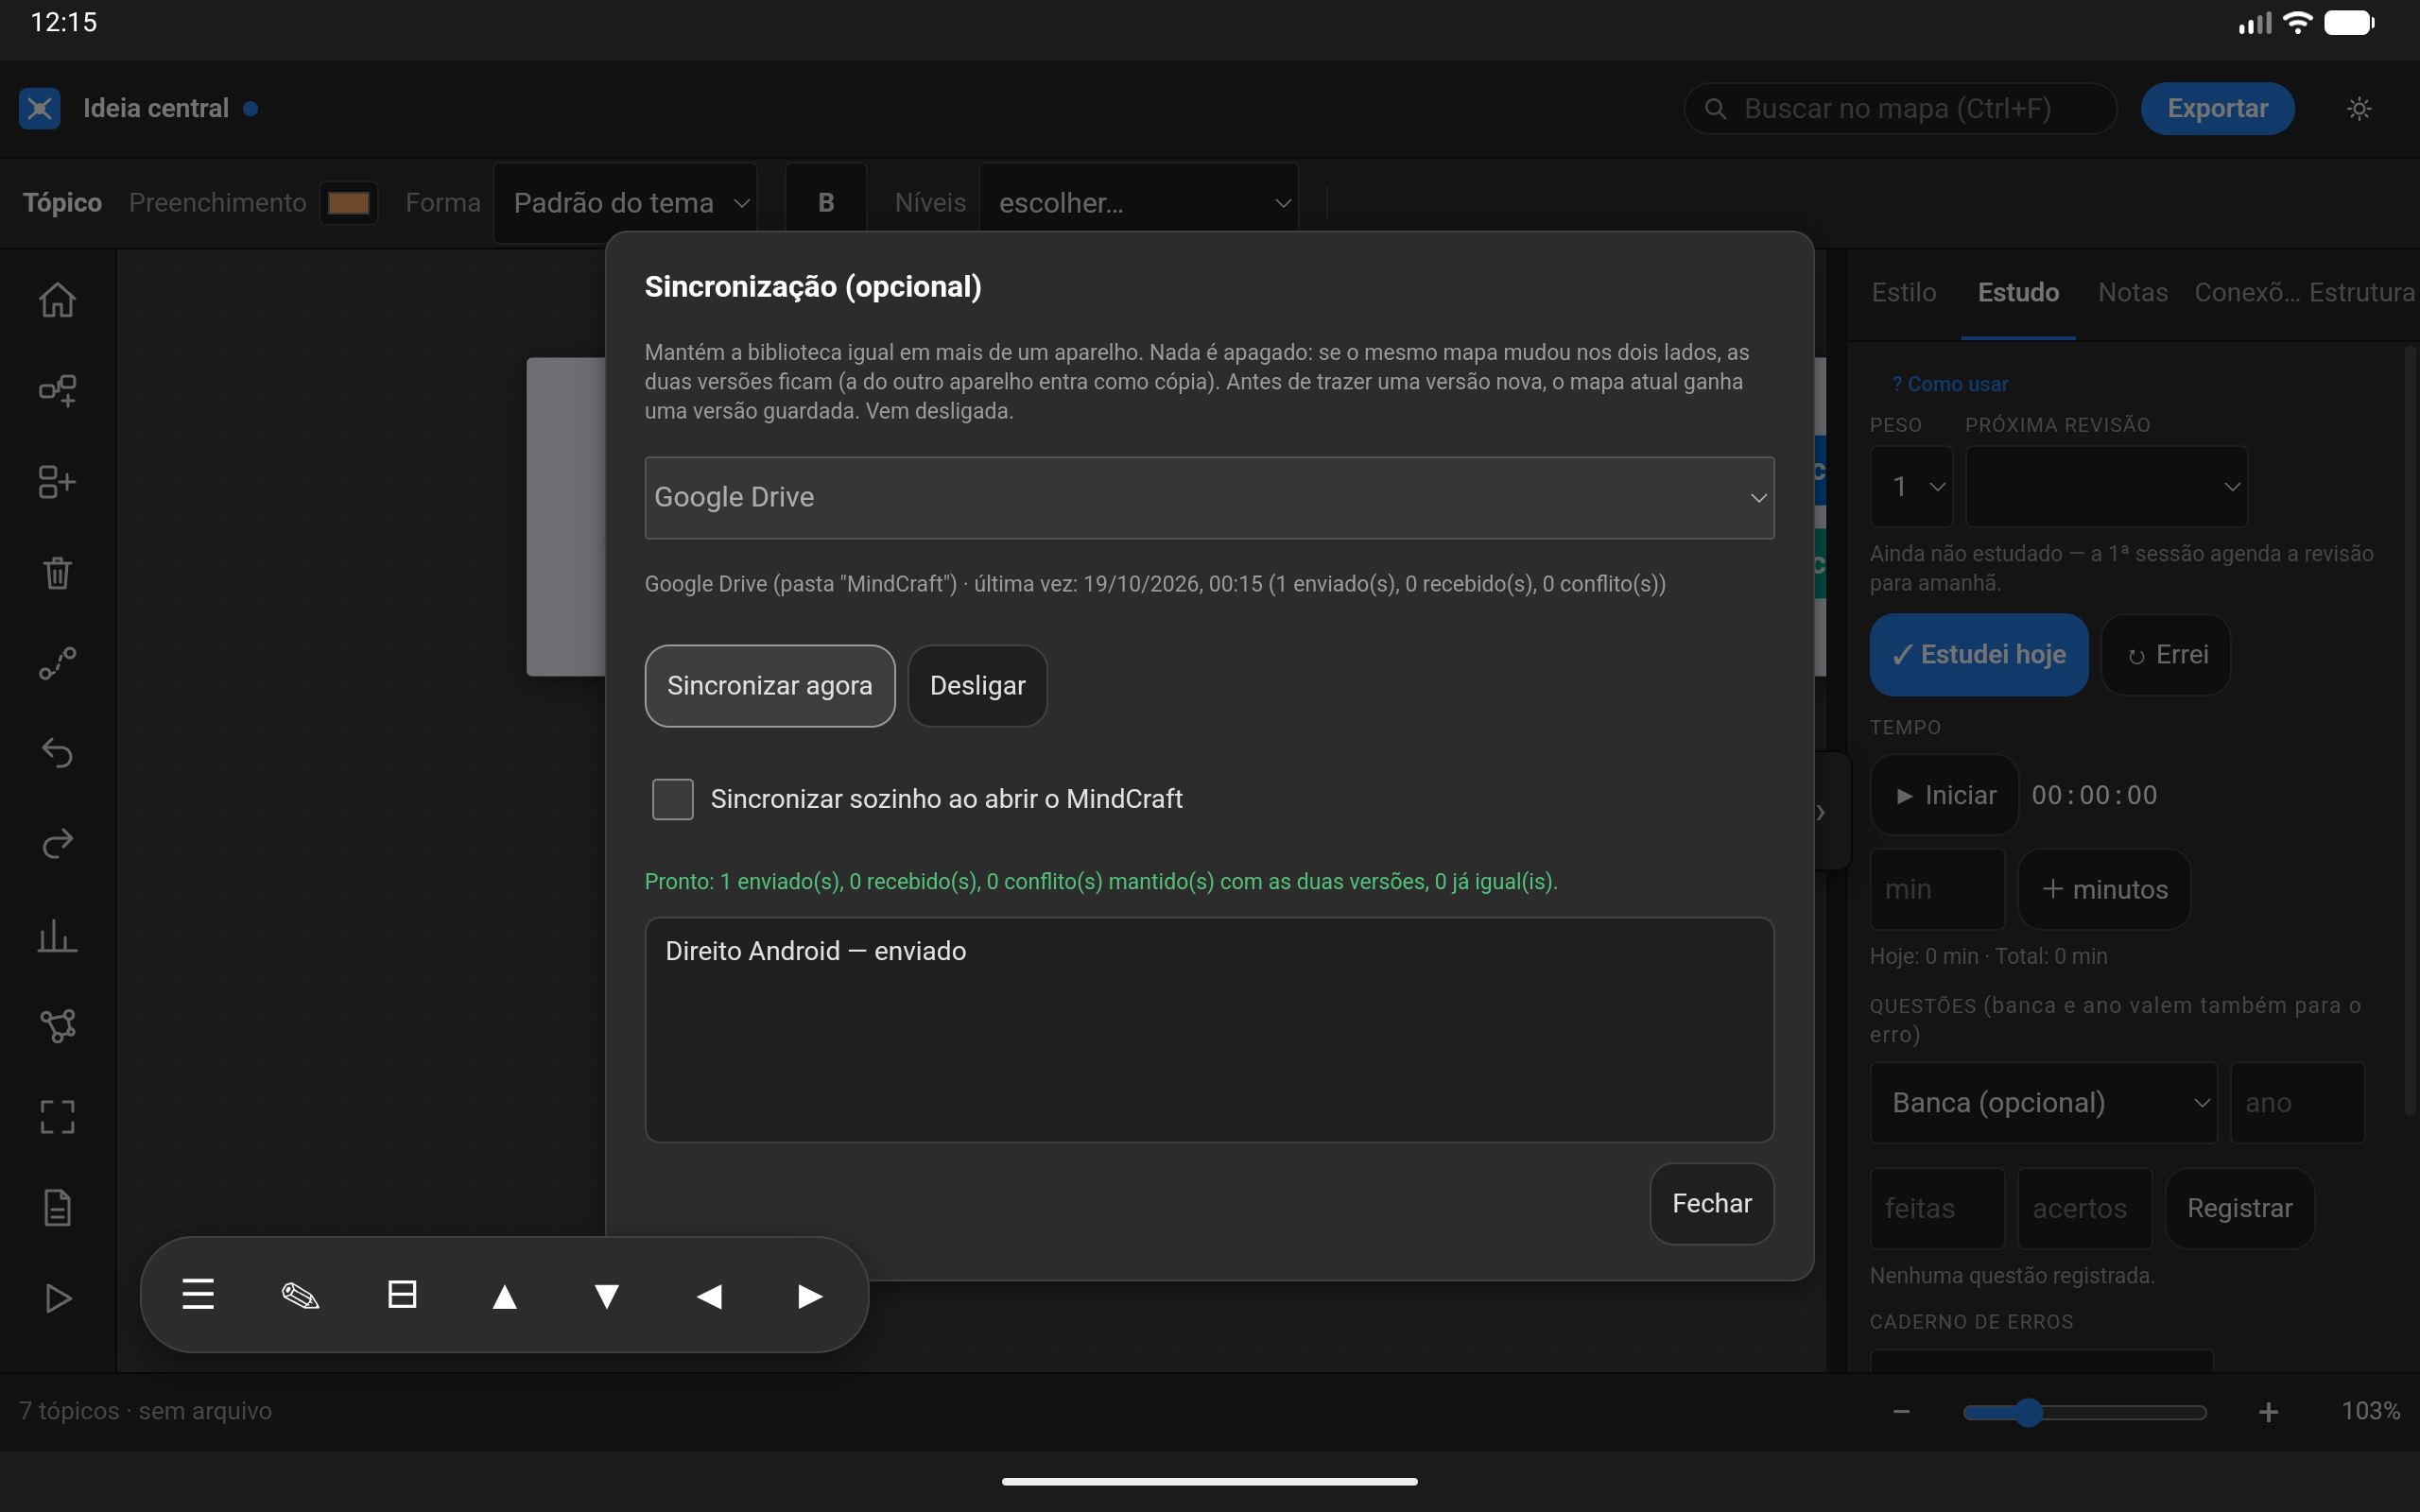 12:15
Ideia central
Buscar no mapa (Ctrl+F)
Exportar
Tópico
Preenchimento
Forma
Padrão do tema
B
Níveis
escolher...
Sincronização (opcional)
Mantém a biblioteca igual em mais de um aparelho. Nada é apagado: se o mesmo mapa mudou nos dois lados, as
duas versões ficam (a do outro aparelho entra como cópia). Antes de trazer uma versão nova, o mapa atual ganha
uma versão guardada. Vem desligada.
Google Drive
Google Drive (pasta "MindCraft") · última vez: 19/10/2026, 00:15 (1 enviado(s), 0 recebido(s), 0 conflito(s))
Sincronizar agora
Desligar
Sincronizar sozinho ao abrir o MindCraft
Pronto: 1 enviado(s), 0 recebido(s), 0 conflito(s) mantido(s) com as duas versões, 0 já igual(is).
Direito Android — enviado
Fechar
Estilo
Estudo
Notas
Conexõ...
Estrutura
? Como usar
PESO
PRÓXIMA REVISÃO
1
Ainda não estudado — a 1ª sessão agenda a revisão
para amanhã.
✓ Estudei hoje
↻ Errei
TEMPO
► Iniciar
00:00:00
min
+ minutos
Hoje: 0 min · Total: 0 min
QUESTÕES (banca e ano valem também para o
erro)
Banca (opcional)
ano
feitas
acertos
Registrar
Nenhuma questão registrada.
CADERNO DE ERROS
7 tópicos · sem arquivo
103%